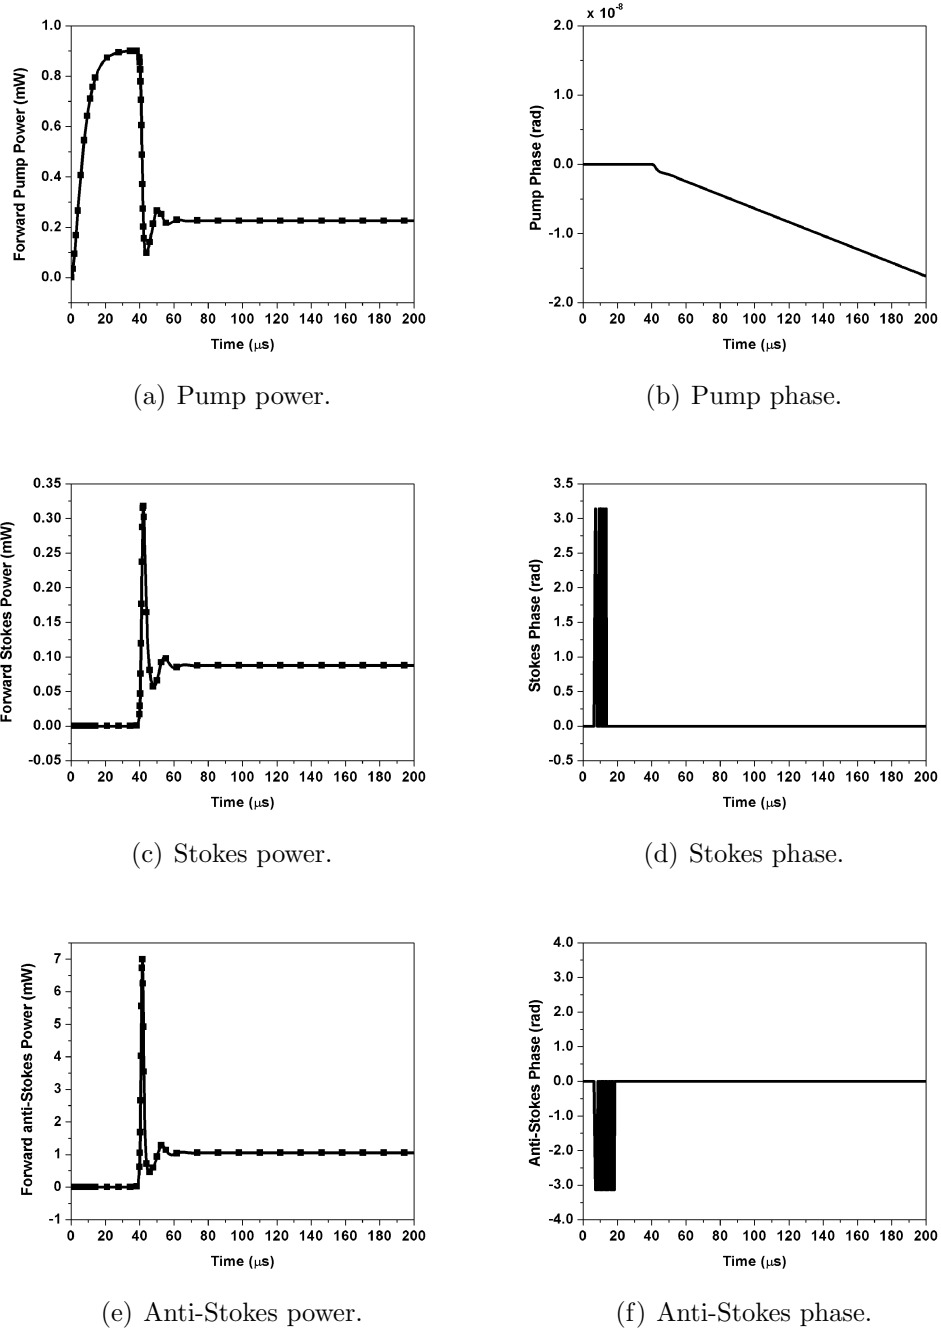 1.0
0.8
0.6
0.4
0.2
0.0
Forward Pump Power (mW)
0 20 40 60 80 100 120 140 160 180 200
Time (μs)
(a) Pump power.
x 10⁻⁸
2.0
1.0
0.0
-1.0
-2.0
Pump Phase (rad)
0 20 40 60 80 100 120 140 160 180 200
Time (μs)
(b) Pump phase.
0.35
0.30
0.25
0.20
0.15
0.10
0.05
0.00
-0.05
Forward Stokes Power (mW)
0 20 40 60 80 100 120 140 160 180 200
Time (μs)
(c) Stokes power.
3.5
3.0
2.5
2.0
1.5
1.0
0.5
0.0
-0.5
Stokes Phase (rad)
0 20 40 60 80 100 120 140 160 180 200
Time (μs)
(d) Stokes phase.
7
6
5
4
3
2
1
0
-1
Forward anti-Stokes Power (mW)
0 20 40 60 80 100 120 140 160 180 200
Time (μs)
(e) Anti-Stokes power.
4.0
3.0
2.0
1.0
0.0
-1.0
-2.0
-3.0
-4.0
Anti-Stokes Phase (rad)
0 20 40 60 80 100 120 140 160 180 200
Time (μs)
(f) Anti-Stokes phase.